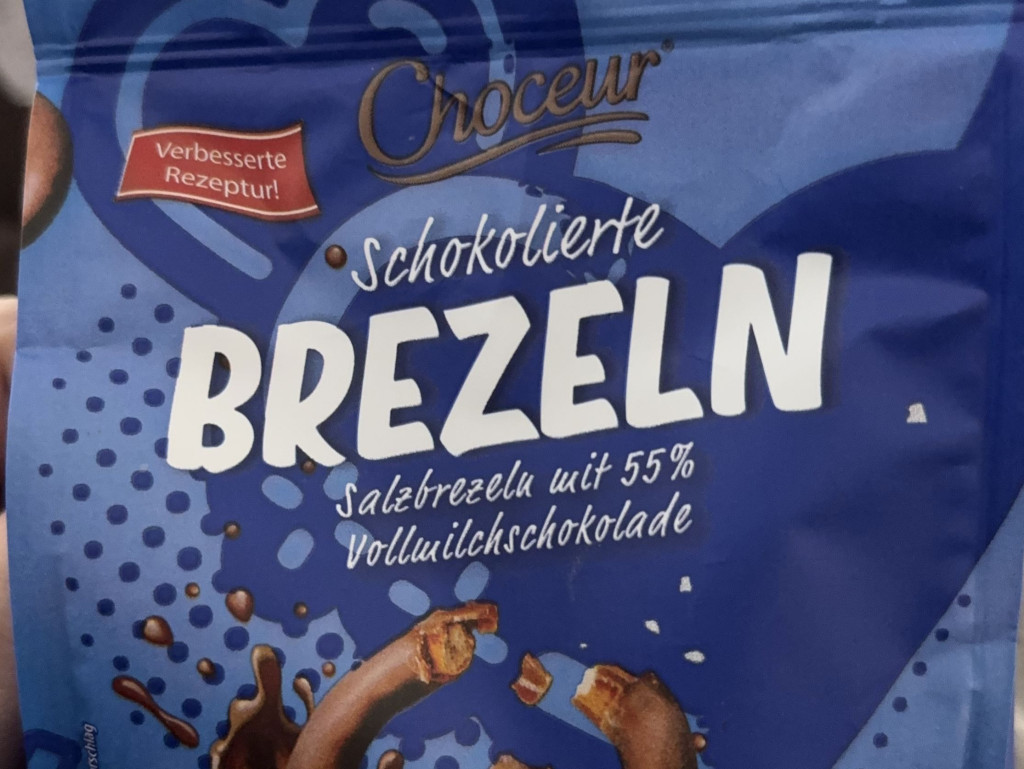 Choceur®
Verbesserte
Rezeptur!
Schokolierte
BREZELN
Salzbrezeln mit 55%
Vollmilchschokolade